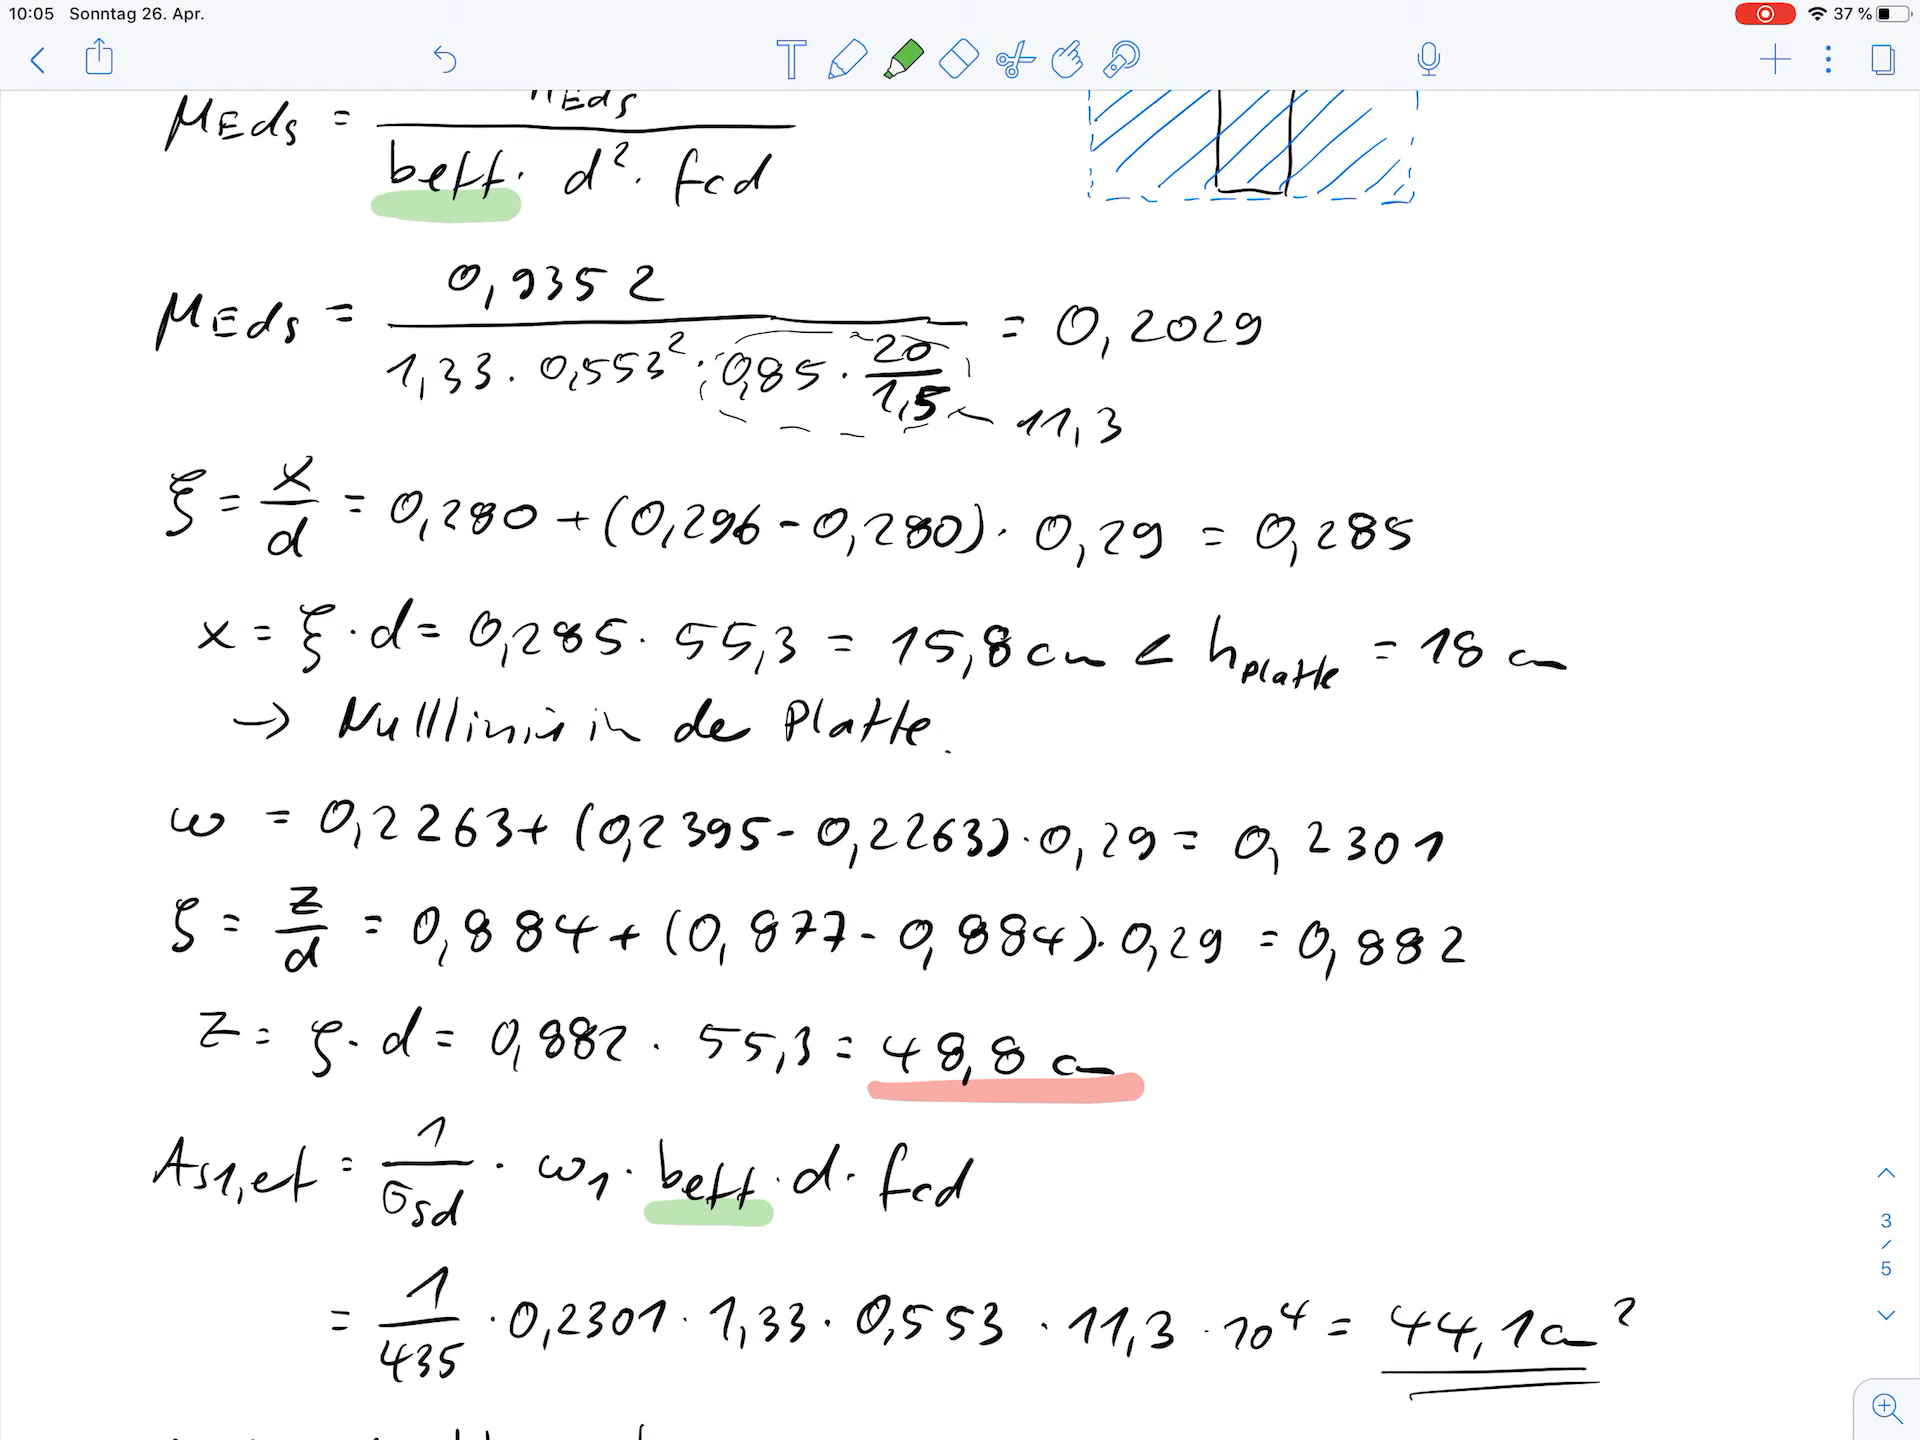 10:05 Sonntag 26. Apr. 37 %
μEds = MEds / (beff · d² · fcd)
μEds = 0,9352 / (1,33 · 0,553² · 0,85 · 20/1,5) = 0,2029
11,3
ξ = x/d = 0,280 + (0,296 - 0,280) · 0,29 = 0,285
x = ξ · d = 0,285 · 55,3 = 15,8 cm < hPlatte = 18 cm
→ Nulllinie in der Platte.
ω = 0,2263 + (0,2395 - 0,2263) · 0,29 = 0,2301
ζ = z/d = 0,884 + (0,877 - 0,884) · 0,29 = 0,882
z = ζ · d = 0,882 · 55,3 = 48,8 cm
As1,erf = 1/σsd · ω1 · beff · d · fcd
= 1/435 · 0,2301 · 1,33 · 0,553 · 11,3 · 10⁴ = 44,1 cm²
3
/
5